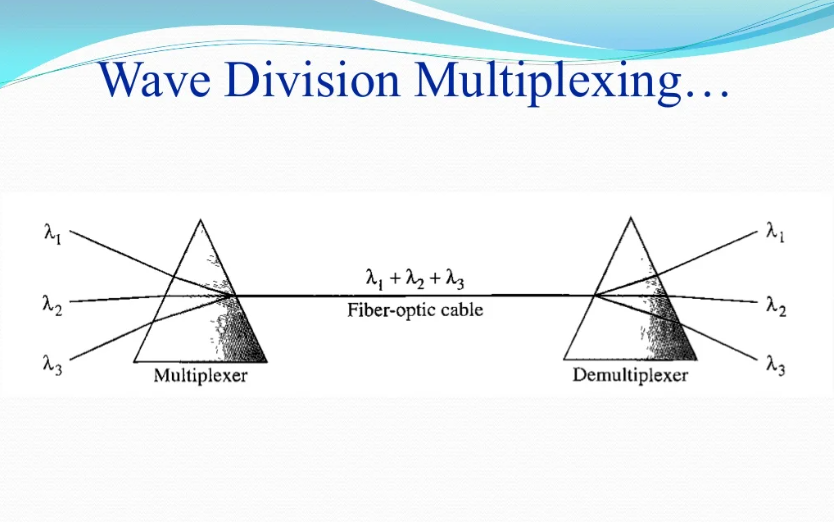 Wave Division Multiplexing…
λ1
λ2
λ3
Multiplexer
λ1 + λ2 + λ3
Fiber-optic cable
λ1
λ2
λ3
Demultiplexer